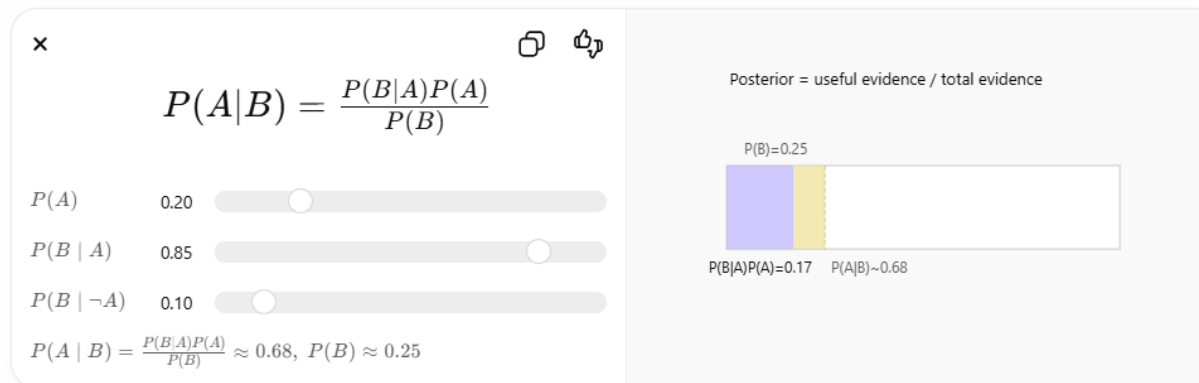 P(A|B) = P(B|A)P(A) / P(B)
P(A) 0.20
P(B | A) 0.85
P(B | ¬A) 0.10
P(A | B) = P(B|A)P(A) / P(B) ≈ 0.68, P(B) ≈ 0.25
Posterior = useful evidence / total evidence
P(B)=0.25
P(B|A)P(A)=0.17 P(A|B)~0.68